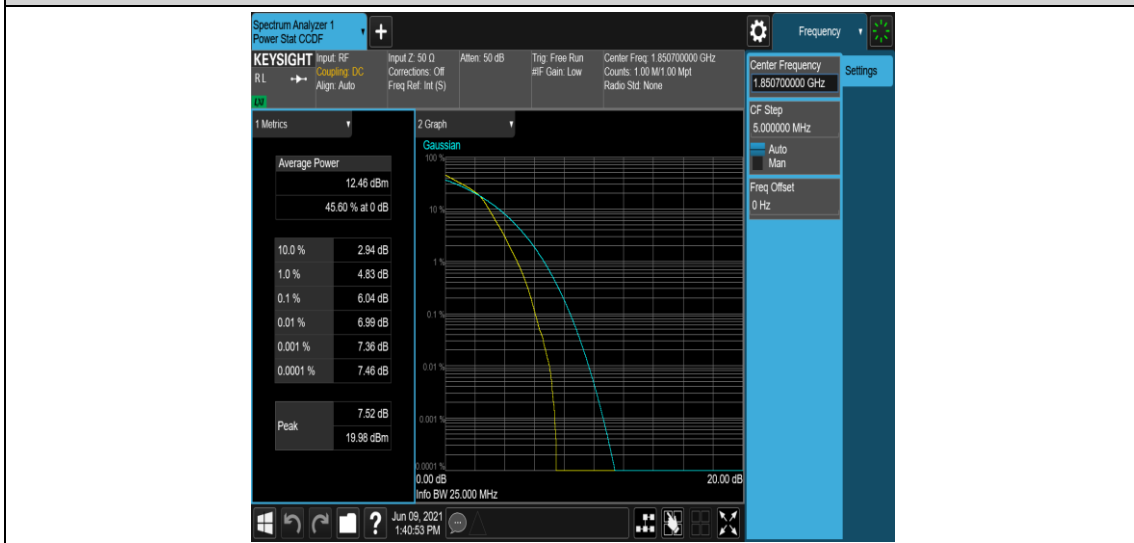 Spectrum Analyzer 1
Power Stat CCDF
+
Frequency
KEYSIGHT
RL
Input: RF
Coupling: DC
Align: Auto
Input Z: 50 Ω
Corrections: Off
Freq Ref: Int (S)
Atten: 50 dB
Trig: Free Run
#IF Gain: Low
Center Freq: 1.850700000 GHz
Counts: 1.00 M/1.00 Mpt
Radio Std: None
Center Frequency
1.850700000 GHz
Settings
CF Step
5.000000 MHz
Auto
Man
Freq Offset
0 Hz
1 Metrics
Average Power
12.46 dBm
45.60 % at 0 dB
10.0 % 2.94 dB
1.0 % 4.83 dB
0.1 % 6.04 dB
0.01 % 6.99 dB
0.001 % 7.36 dB
0.0001 % 7.46 dB
Peak
7.52 dB
19.98 dBm
2 Graph
Gaussian
100 %
10 %
1 %
0.1 %
0.01 %
0.001 %
0.0001 %
0.00 dB 20.00 dB
Info BW 25.000 MHz
?
Jun 09, 2021
1:40:53 PM